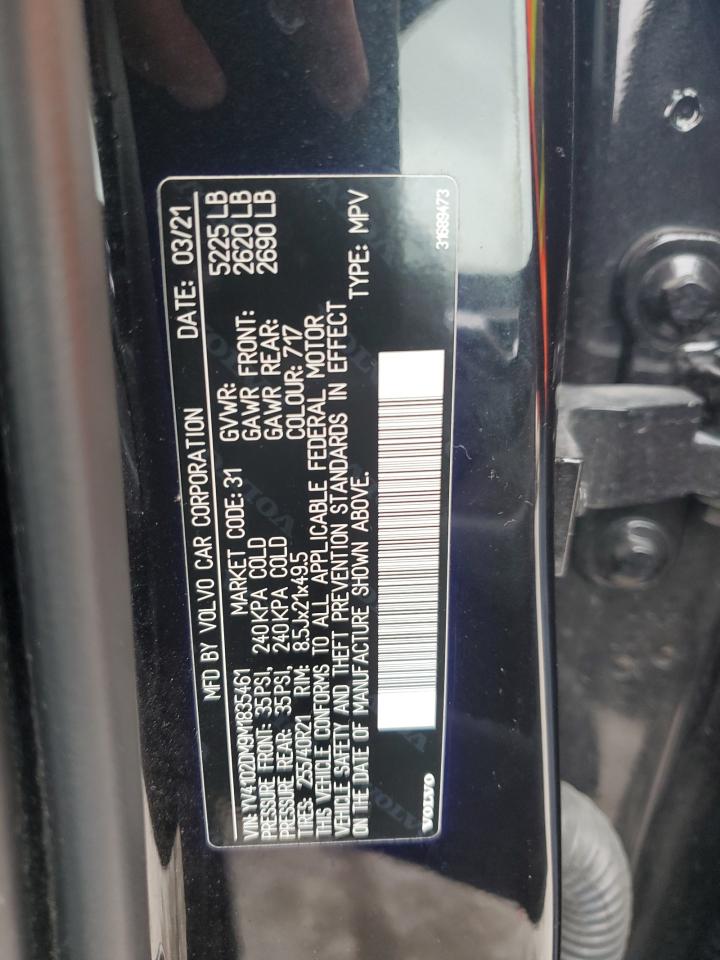 MFD BY VOLVO CAR CORPORATION DATE: 03/21
VIN: YV4102DM9M1835461 MARKET CODE: 31 GVWR: 5225 LB
PRESSURE FRONT: 35PSI, 240KPA COLD GAWR FRONT: 2620 LB
PRESSURE REAR: 35PSI, 240KPA COLD GAWR REAR: 2690 LB
TIRES: 255/40R21 RIM: 8.5Jx21x49.5 COLOUR: 717
THIS VEHICLE CONFORMS TO ALL APPLICABLE FEDERAL MOTOR
VEHICLE SAFETY AND THEFT PREVENTION STANDARDS IN EFFECT
ON THE DATE OF MANUFACTURE SHOWN ABOVE. TYPE: MPV
VOLVO 31689473